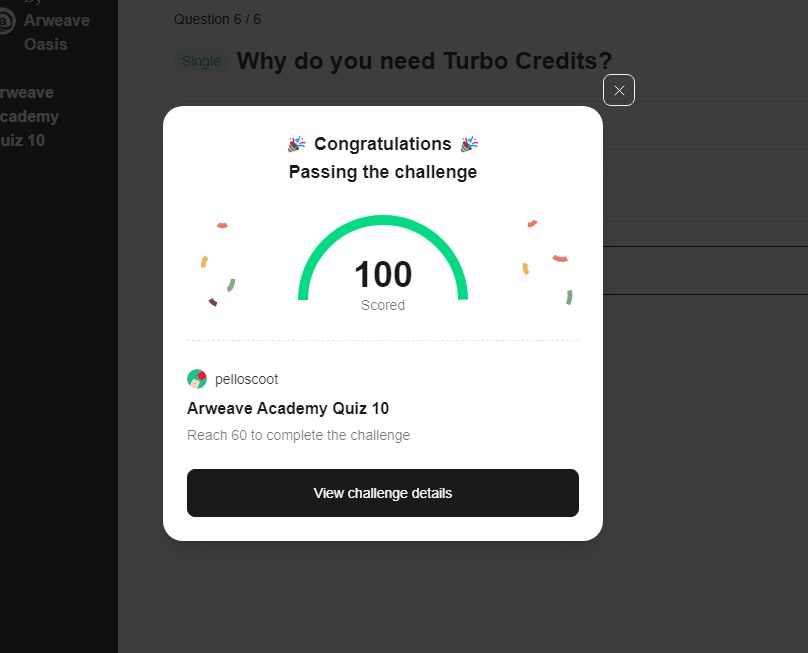 Arweave
Oasis
rweave
cademy
uiz 10
Question 6 / 6
Single
Why do you need Turbo Credits?
Congratulations
Passing the challenge
100
Scored
pelloscoot
Arweave Academy Quiz 10
Reach 60 to complete the challenge
View challenge details